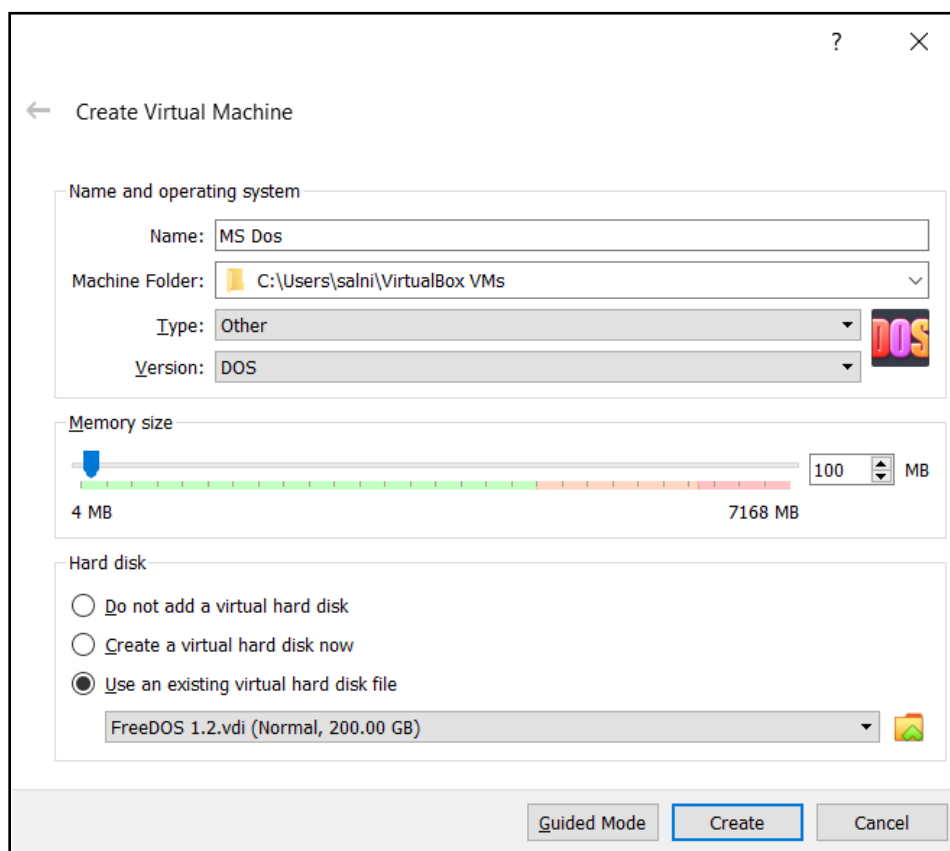 ?
Create Virtual Machine
Name and operating system
Name: MS Dos
Machine Folder: C:\Users\salni\VirtualBox VMs
Type: Other
DOS
Version: DOS
Memory size
100 MB
4 MB 7168 MB
Hard disk
Do not add a virtual hard disk
Create a virtual hard disk now
Use an existing virtual hard disk file
FreeDOS 1.2.vdi (Normal, 200.00 GB)
Guided Mode Create Cancel